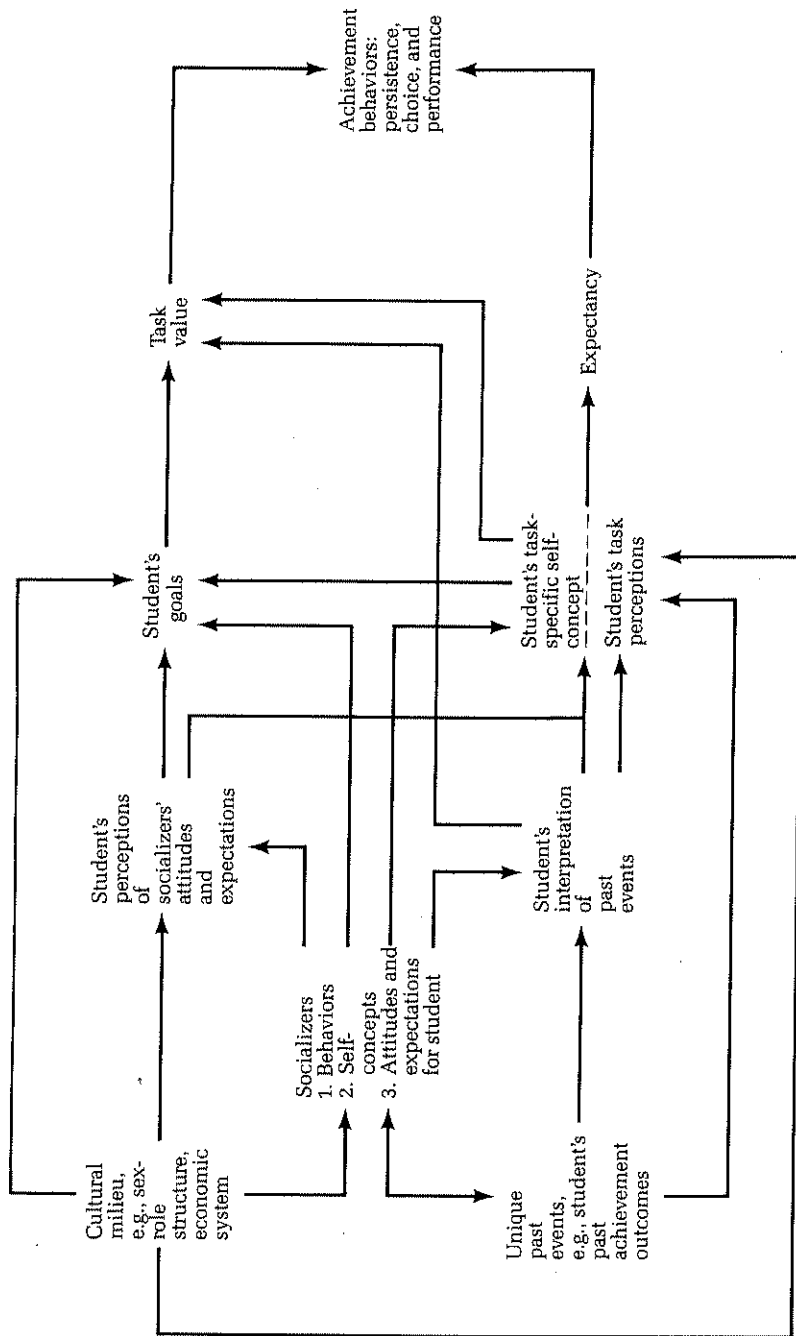 Cultural
milieu,
e.g., sex-
role
structure,
economic
system
Student's
perceptions
of
socializers'
attitudes
and
expectations
Student's
goals
Task
value
Achievement
behaviors:
persistence,
choice, and
performance
Socializers
1. Behaviors
2. Self-
concepts
3. Attitudes and
expectations
for student
Unique
past
events,
e.g., student's
past
achievement
outcomes
Student's
interpretation
of
past
events
Student's task-
specific self-
concept
Student's task
perceptions
Expectancy